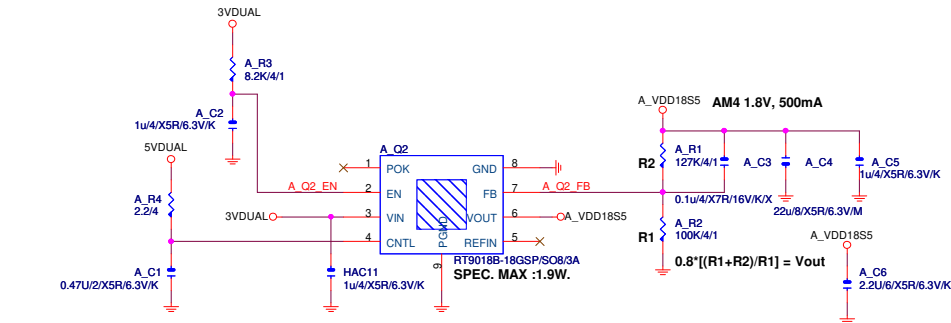 3VDUAL
A_R3
8.2K/4/1
A_C2
1u/4/X5R/6.3V/K
5VDUAL
A_R4
2.2/4
A_C1
0.47U/2/X5R/6.3V/K
A_Q2_EN
3VDUAL
HAC11
1u/4/X5R/6.3V/K
A_Q2
1
POK
2
EN
3
VIN
4
CNTL
GND
8
FB
7
VOUT
6
REFIN
5
PGND
9
RT9018B-18GSP/SO8/3A
SPEC. MAX :1.9W.
A_Q2_FB
A_VDD18S5
A_VDD18S5
AM4 1.8V, 500mA
R2
A_R1
127K/4/1
A_C3
0.1u/4/X7R/16V/K/X
A_C4
22u/8/X5R/6.3V/M
A_C5
1u/4/X5R/6.3V/K
R1
A_R2
100K/4/1
0.8*[(R1+R2)/R1] = Vout
A_VDD18S5
A_C6
2.2U/6/X5R/6.3V/K